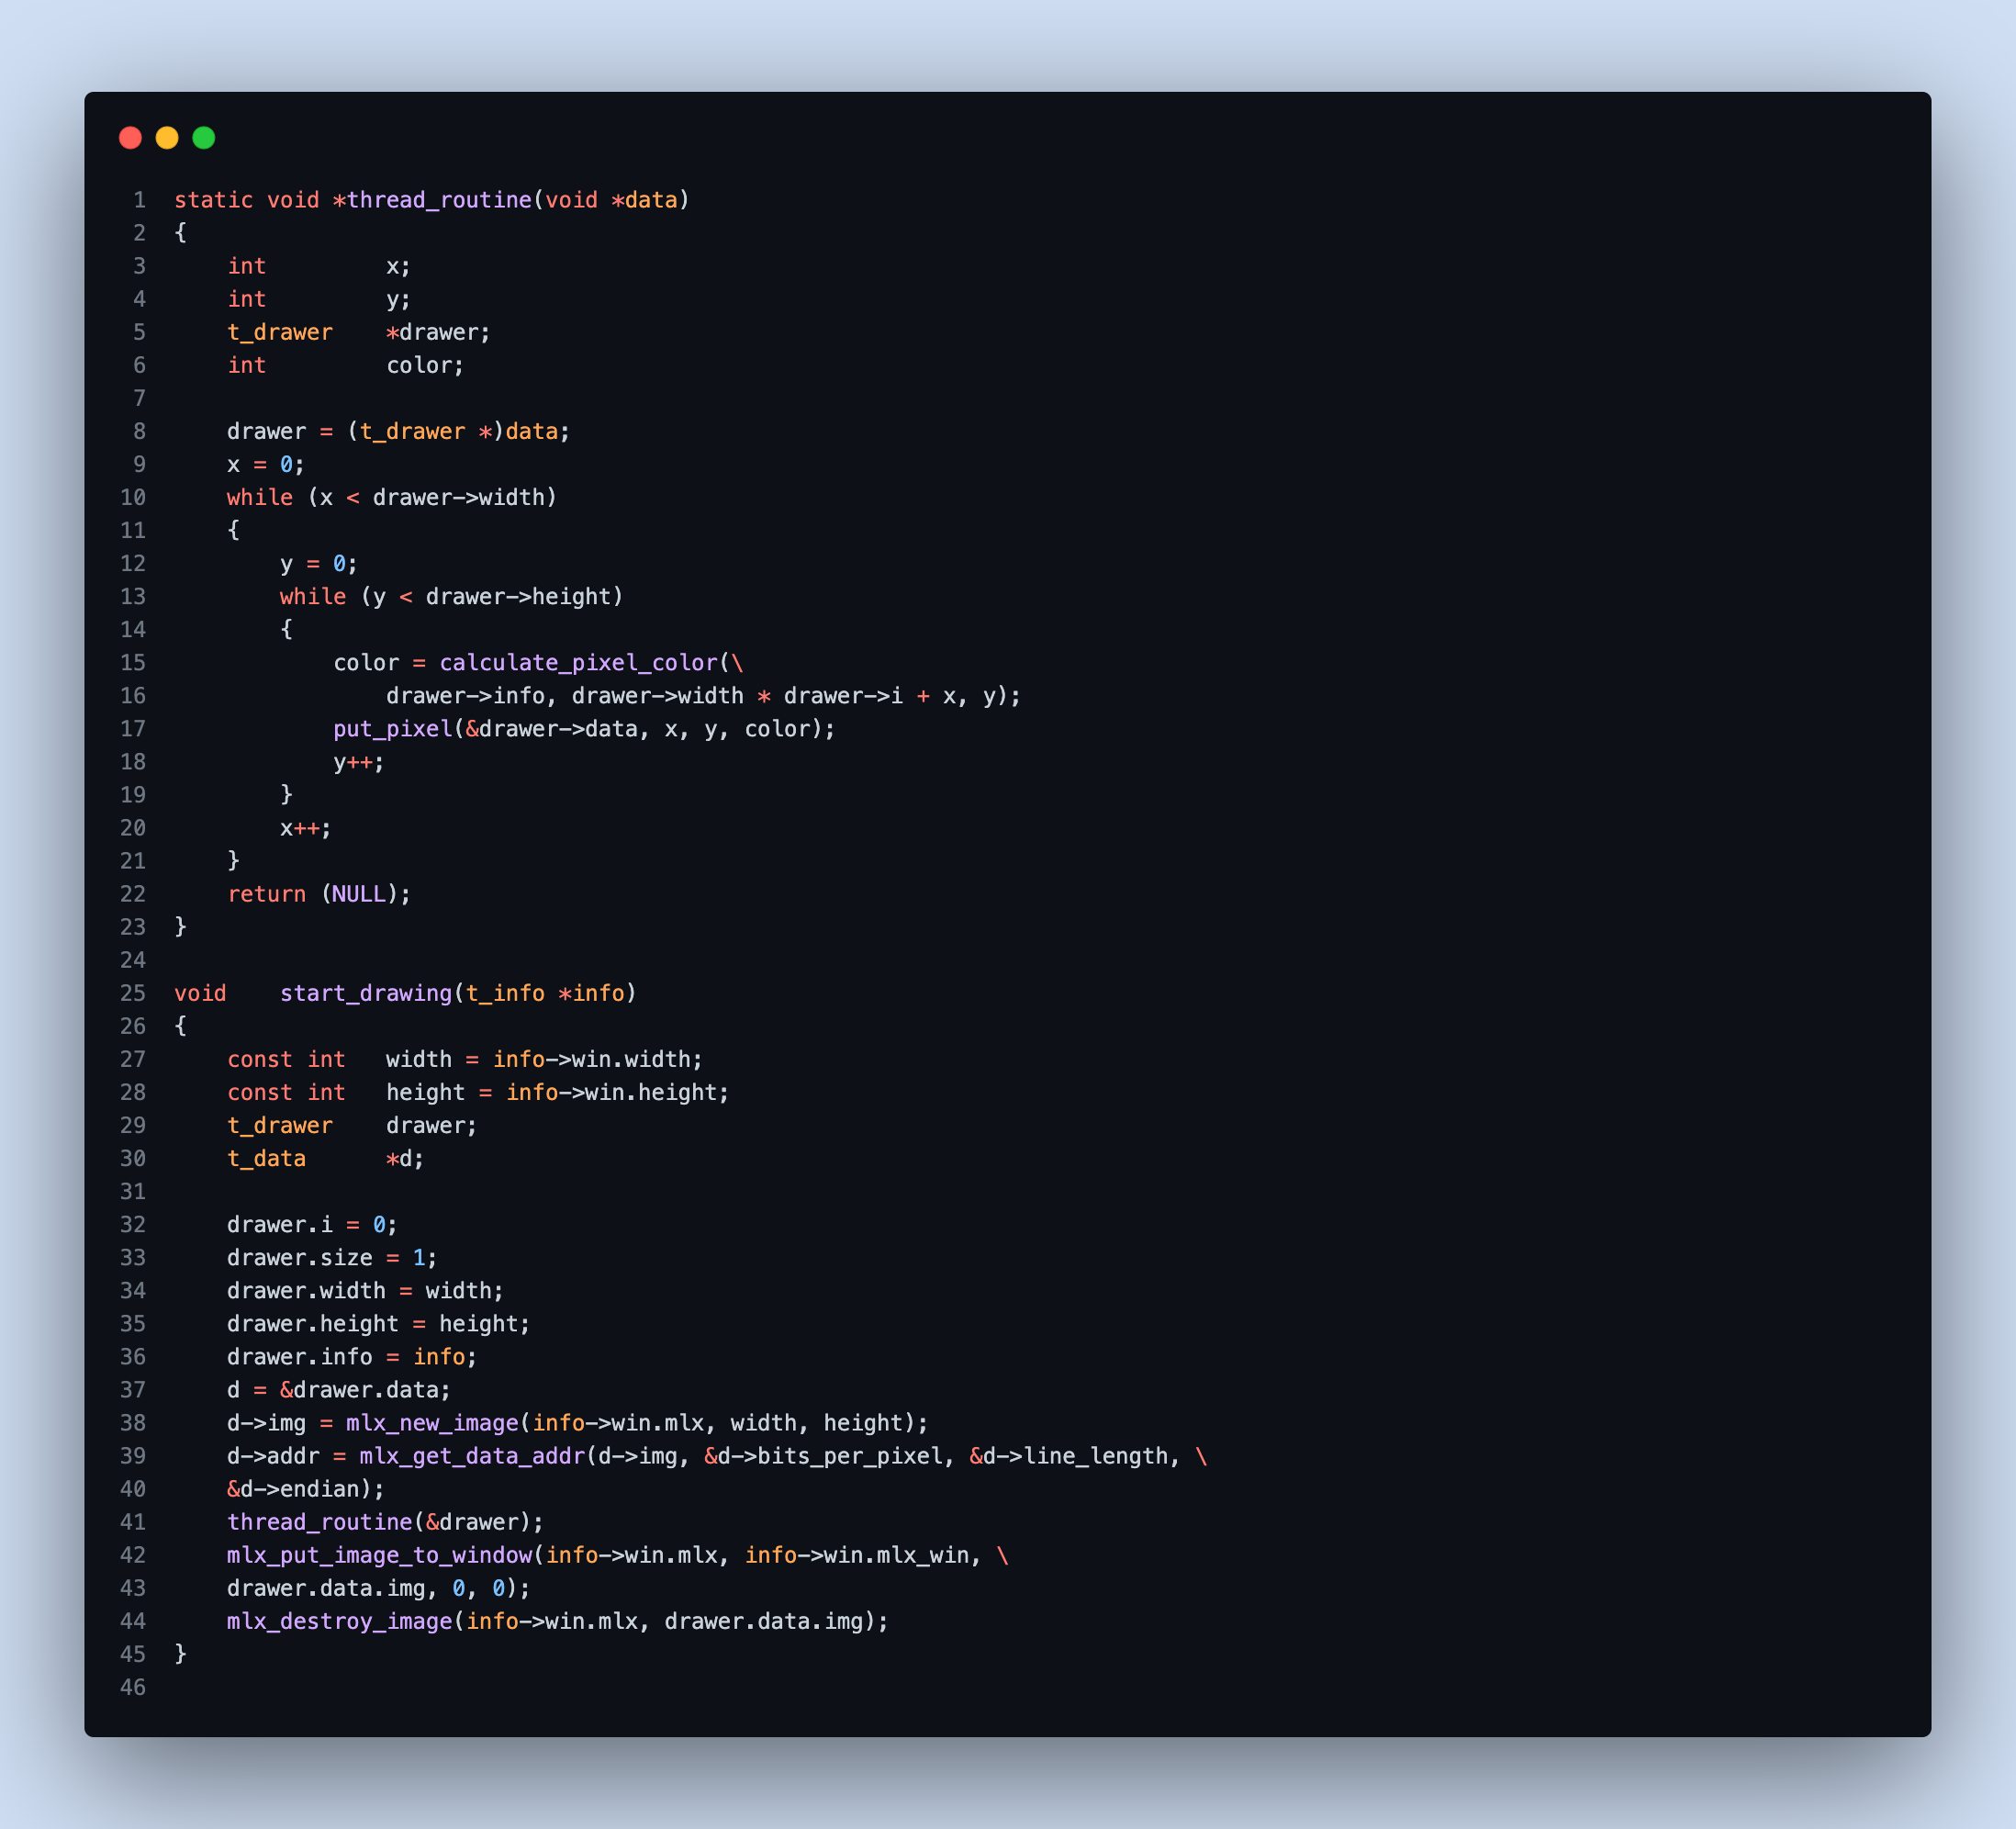 1 static void *thread_routine(void *data)
2 {
3     int         x;
4     int         y;
5     t_drawer    *drawer;
6     int         color;
7
8     drawer = (t_drawer *)data;
9     x = 0;
10     while (x < drawer->width)
11     {
12         y = 0;
13         while (y < drawer->height)
14         {
15             color = calculate_pixel_color(\
16                 drawer->info, drawer->width * drawer->i + x, y);
17             put_pixel(&drawer->data, x, y, color);
18             y++;
19         }
20         x++;
21     }
22     return (NULL);
23 }
24
25 void    start_drawing(t_info *info)
26 {
27     const int   width = info->win.width;
28     const int   height = info->win.height;
29     t_drawer    drawer;
30     t_data      *d;
31
32     drawer.i = 0;
33     drawer.size = 1;
34     drawer.width = width;
35     drawer.height = height;
36     drawer.info = info;
37     d = &drawer.data;
38     d->img = mlx_new_image(info->win.mlx, width, height);
39     d->addr = mlx_get_data_addr(d->img, &d->bits_per_pixel, &d->line_length, \
40     &d->endian);
41     thread_routine(&drawer);
42     mlx_put_image_to_window(info->win.mlx, info->win.mlx_win, \
43     drawer.data.img, 0, 0);
44     mlx_destroy_image(info->win.mlx, drawer.data.img);
45 }
46